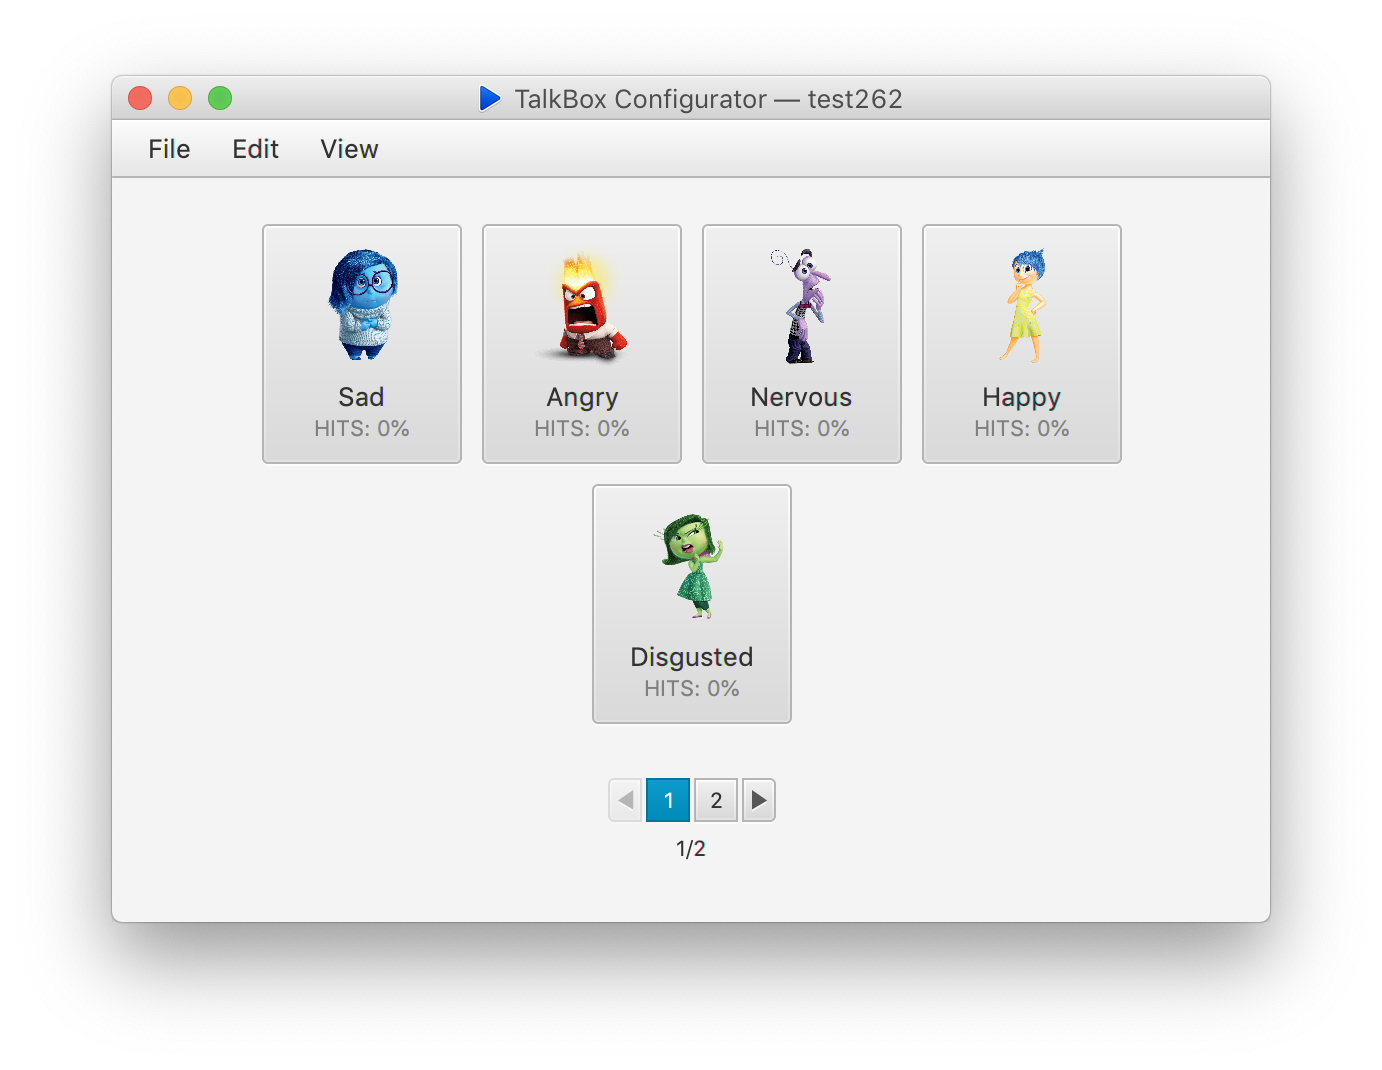 TalkBox Configurator — test262
File Edit View
Sad Angry Nervous Happy
HITS: 0% HITS: 0% HITS: 0% HITS: 0%
Disgusted
HITS: 0%
1 2
1/2